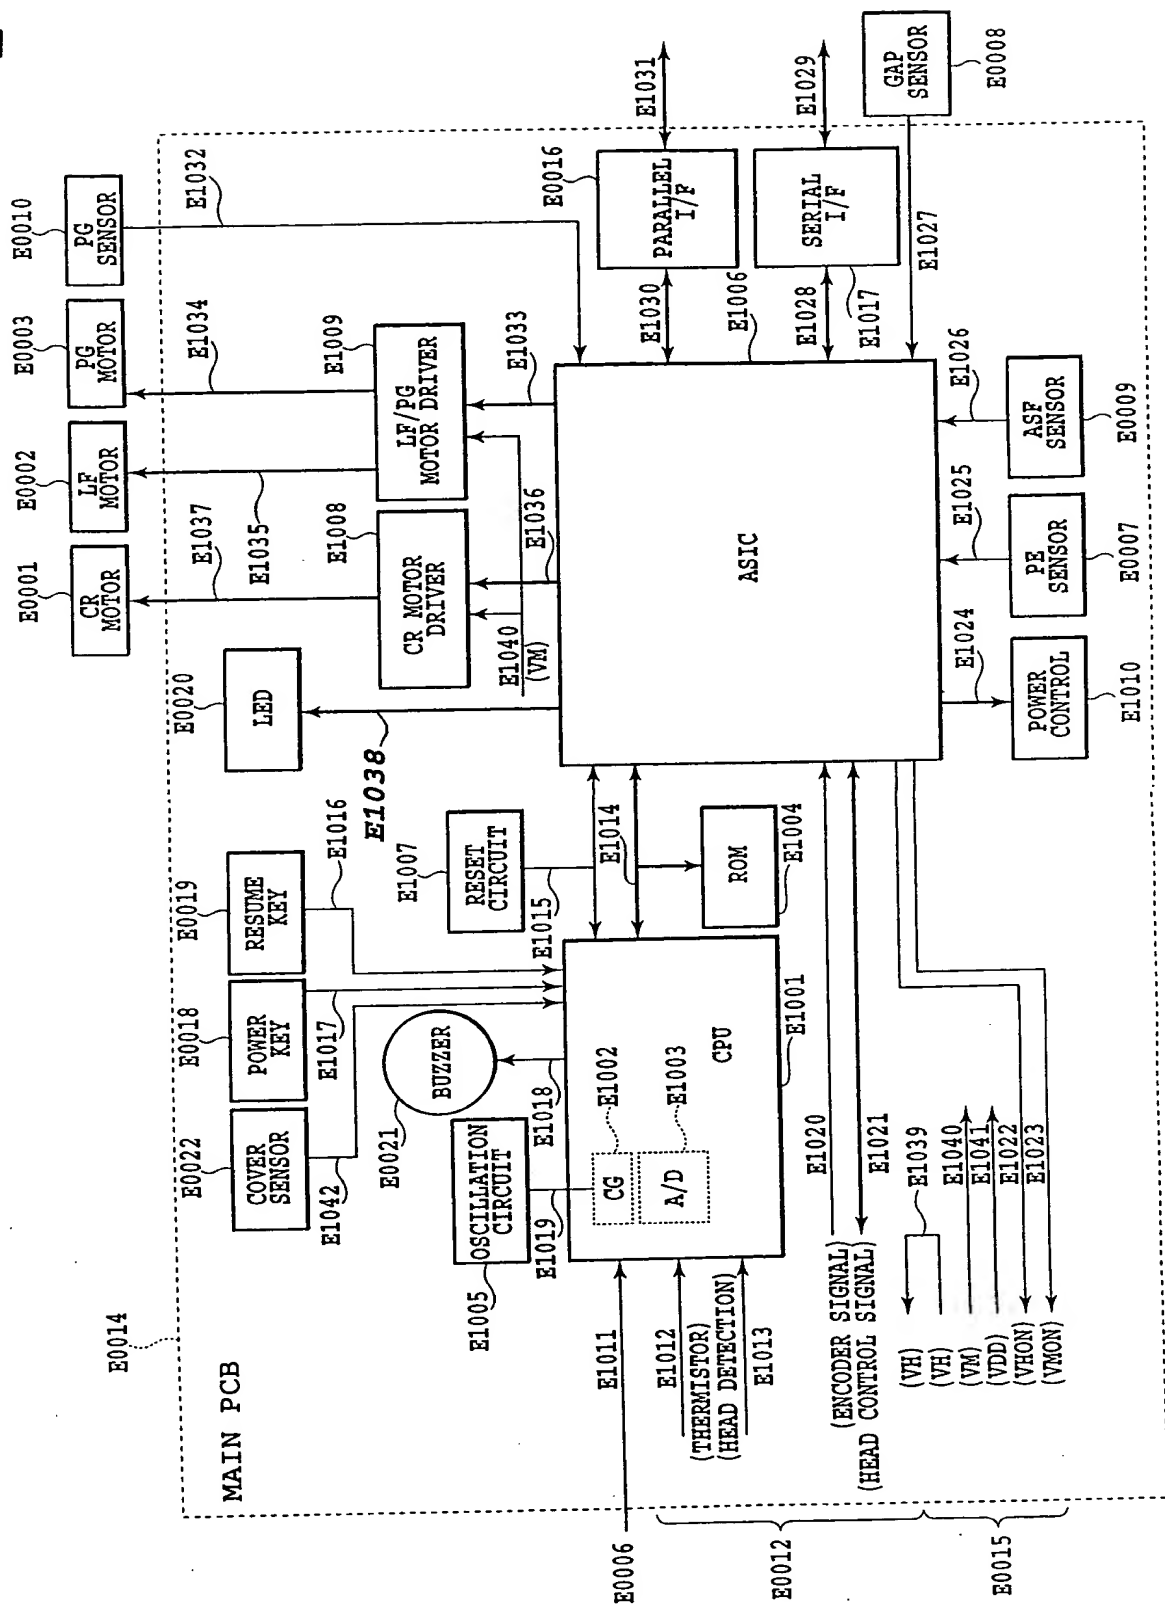 MAIN PCB
E0014
E0022
COVER
SENSOR
E1042
E0018
POWER
KEY
E1017
E0019
RESUME
KEY
E1016
E0020
LED
E1038
E0001
CR
MOTOR
E1037
E0002
LF
MOTOR
E1035
E0003
PG
MOTOR
E1034
E0010
PG
SENSOR
E1032
E1005
OSCILLATION
CIRCUIT
E1019
E0021
BUZZER
E1018
E1007
RESET
CIRCUIT
E1015
E1008
CR MOTOR
DRIVER
E1036
E1040
(VM)
E1009
LF/PG
MOTOR DRIVER
E1033
E0016
PARALLEL
I/F
E1030
E1031
E1006
SERIAL
I/F
E1028
E1029
E1017
E1027
GAP
SENSOR
E0008
E0006
E1011
E1012
(THERMISTOR)
(HEAD DETECTION)
E1013
CG
E1002
A/D
E1003
CPU
E1001
E1014
ROM
E1004
ASIC
E0012
(ENCODER SIGNAL)
E1020
(HEAD CONTROL SIGNAL)
E1021
E0015
(VH)
(VH)
E1039
(VM)
E1040
(VDD)
E1041
(VHON)
E1022
(VMON)
E1023
E1024
POWER
CONTROL
E1010
E1025
PE
SENSOR
E0007
E1026
ASF
SENSOR
E0009